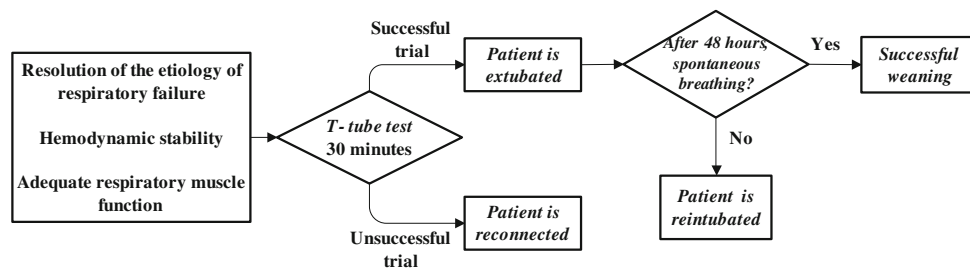 Resolution of the etiology of
respiratory failure
Hemodynamic stability
Adequate respiratory muscle
function
T- tube test
30 minutes
Successful
trial
Patient is
extubated
Unsuccessful
trial
Patient is
reconnected
After 48 hours,
spontaneous
breathing?
Yes
Successful
weaning
No
Patient is
reintubated